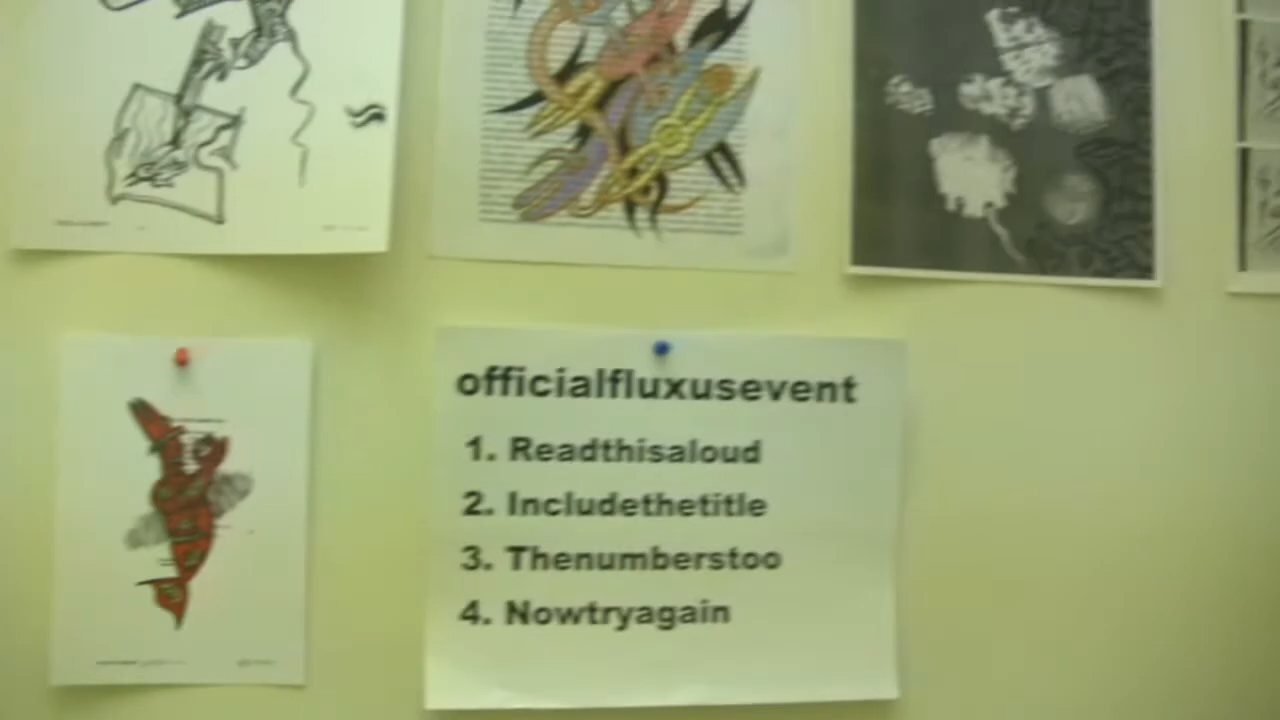 officialfluxusevent
1. Readthisaloud
2. Includethetitle
3. Thenumberstoo
4. Nowtryagain